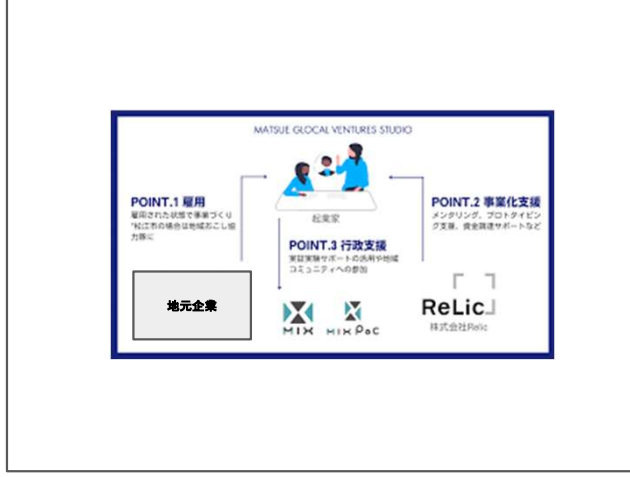 MATSUE GLOCAL VENTURES STUDIO
POINT.1 雇用
雇用された状態で事業づくり
*松江市の場合は地域おこし協
力隊に
起業家
POINT.2 事業化支援
メンタリング、プロトタイピン
グ支援、資金調達サポートなど
POINT.3 行政支援
実証実験サポートの活用や地域
コミュニティへの参加
地元企業
MIX
MIX PoC
ReLic
株式会社Relic